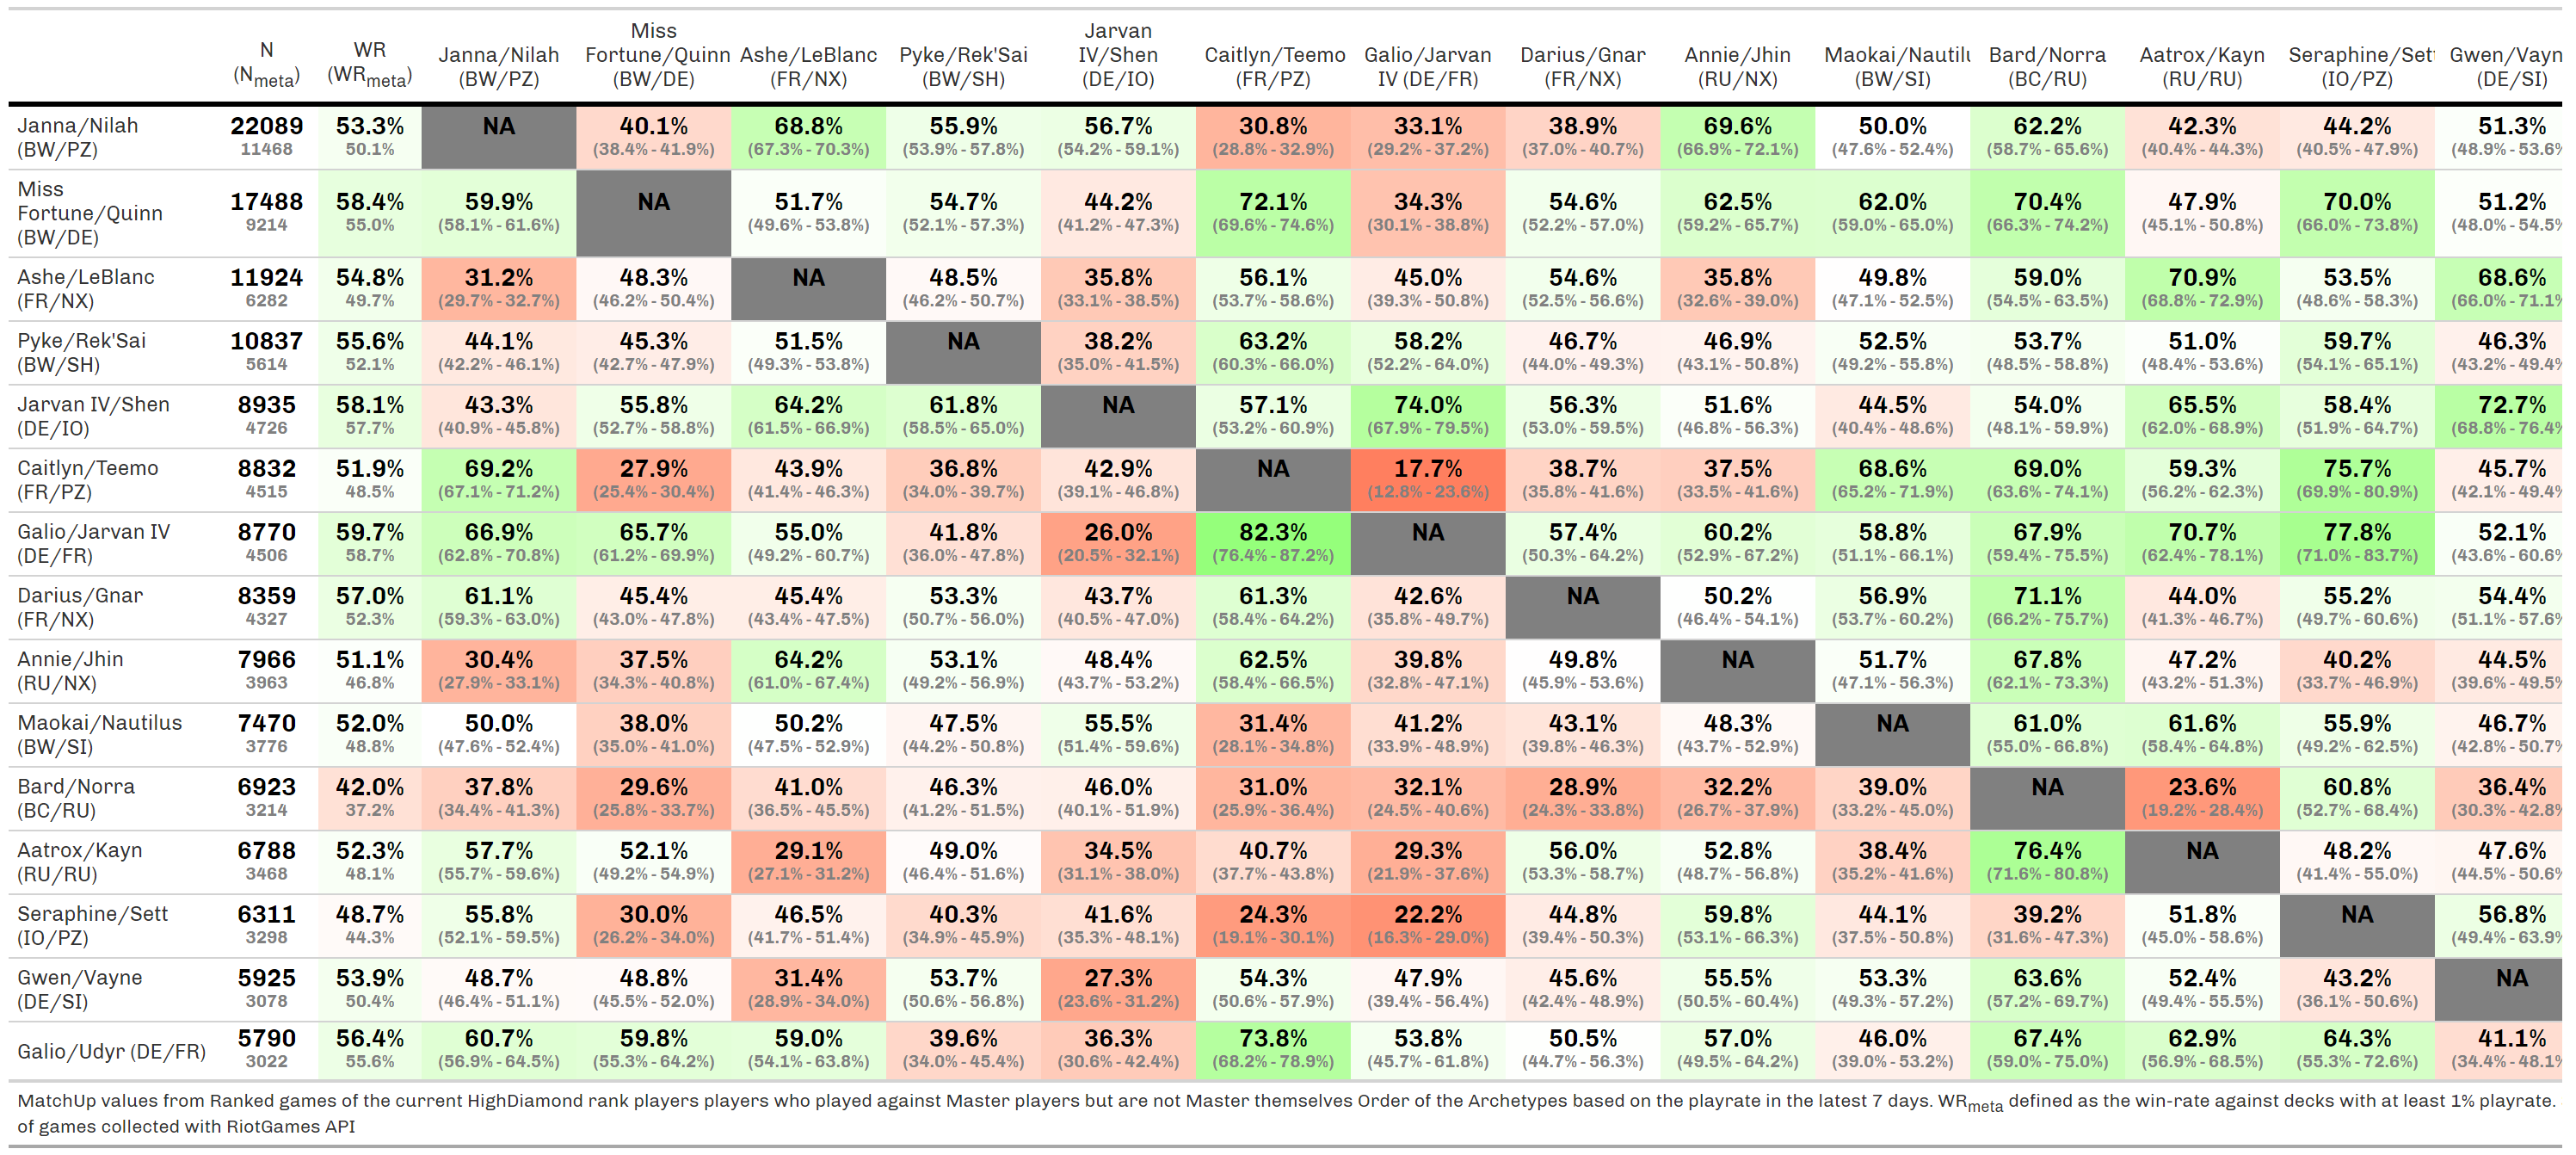 N (N_meta) WR (WR_meta) Janna/Nilah (BW/PZ) Miss Fortune/Quinn (BW/DE) Ashe/LeBlanc (FR/NX) Pyke/Rek'Sai (BW/SH) Jarvan IV/Shen (DE/IO) Caitlyn/Teemo (FR/PZ) Galio/Jarvan IV (DE/FR) Darius/Gnar (FR/NX) Annie/Jhin (RU/NX) Maokai/Nautilu (BW/SI) Bard/Norra (BC/RU) Aatrox/Kayn (RU/RU) Seraphine/Sett (IO/PZ) Gwen/Vayn (DE/SI)
Janna/Nilah 22089 53.3% NA 40.1% 68.8% 55.9% 56.7% 30.8% 33.1% 38.9% 69.6% 50.0% 62.2% 42.3% 44.2% 51.3%
(BW/PZ) 11468 50.1% (38.4% - 41.9%) (67.3% - 70.3%) (53.9% - 57.8%) (54.2% - 59.1%) (28.8% - 32.9%) (29.2% - 37.2%) (37.0% - 40.7%) (66.9% - 72.1%) (47.6% - 52.4%) (58.7% - 65.6%) (40.4% - 44.3%) (40.5% - 47.9%) (48.9% - 53.6%
Miss
Fortune/Quinn 17488 58.4% 59.9% NA 51.7% 54.7% 44.2% 72.1% 34.3% 54.6% 62.5% 62.0% 70.4% 47.9% 70.0% 51.2%
(BW/DE) 9214 55.0% (58.1% - 61.6%) (49.6% - 53.8%) (52.1% - 57.3%) (41.2% - 47.3%) (69.6% - 74.6%) (30.1% - 38.8%) (52.2% - 57.0%) (59.2% - 65.7%) (59.0% - 65.0%) (66.3% - 74.2%) (45.1% - 50.8%) (66.0% - 73.8%) (48.0% - 54.5%
Ashe/LeBlanc 11924 54.8% 31.2% 48.3% NA 48.5% 35.8% 56.1% 45.0% 54.6% 35.8% 49.8% 59.0% 70.9% 53.5% 68.6%
(FR/NX) 6282 49.7% (29.7% - 32.7%) (46.2% - 50.4%) (46.2% - 50.7%) (33.1% - 38.5%) (53.7% - 58.6%) (39.3% - 50.8%) (52.5% - 56.6%) (32.6% - 39.0%) (47.1% - 52.5%) (54.5% - 63.5%) (68.8% - 72.9%) (48.6% - 58.3%) (66.0% - 71.1%
Pyke/Rek'Sai 10837 55.6% 44.1% 45.3% 51.5% NA 38.2% 63.2% 58.2% 46.7% 46.9% 52.5% 53.7% 51.0% 59.7% 46.3%
(BW/SH) 5614 52.1% (42.2% - 46.1%) (42.7% - 47.9%) (49.3% - 53.8%) (35.0% - 41.5%) (60.3% - 66.0%) (52.2% - 64.0%) (44.0% - 49.3%) (43.1% - 50.8%) (49.2% - 55.8%) (48.5% - 58.8%) (48.4% - 53.6%) (54.1% - 65.1%) (43.2% - 49.4%
Jarvan IV/Shen 8935 58.1% 43.3% 55.8% 64.2% 61.8% NA 57.1% 74.0% 56.3% 51.6% 44.5% 54.0% 65.5% 58.4% 72.7%
(DE/IO) 4726 57.7% (40.9% - 45.8%) (52.7% - 58.8%) (61.5% - 66.9%) (58.5% - 65.0%) (53.2% - 60.9%) (67.9% - 79.5%) (53.0% - 59.5%) (46.8% - 56.3%) (40.4% - 48.6%) (48.1% - 59.9%) (62.0% - 68.9%) (51.9% - 64.7%) (68.8% - 76.4%
Caitlyn/Teemo 8832 51.9% 69.2% 27.9% 43.9% 36.8% 42.9% NA 17.7% 38.7% 37.5% 68.6% 69.0% 59.3% 75.7% 45.7%
(FR/PZ) 4515 48.5% (67.1% - 71.2%) (25.4% - 30.4%) (41.4% - 46.3%) (34.0% - 39.7%) (39.1% - 46.8%) (12.8% - 23.6%) (35.8% - 41.6%) (33.5% - 41.6%) (65.2% - 71.9%) (63.6% - 74.1%) (56.2% - 62.3%) (69.9% - 80.9%) (42.1% - 49.4%
Galio/Jarvan IV 8770 59.7% 66.9% 65.7% 55.0% 41.8% 26.0% 82.3% NA 57.4% 60.2% 58.8% 67.9% 70.7% 77.8% 52.1%
(DE/FR) 4506 58.7% (62.8% - 70.8%) (61.2% - 69.9%) (49.2% - 60.7%) (36.0% - 47.8%) (20.5% - 32.1%) (76.4% - 87.2%) (50.3% - 64.2%) (52.9% - 67.2%) (51.1% - 66.1%) (59.4% - 75.5%) (62.4% - 78.1%) (71.0% - 83.7%) (43.6% - 60.6%
Darius/Gnar 8359 57.0% 61.1% 45.4% 45.4% 53.3% 43.7% 61.3% 42.6% NA 50.2% 56.9% 71.1% 44.0% 55.2% 54.4%
(FR/NX) 4327 52.3% (59.3% - 63.0%) (43.0% - 47.8%) (43.4% - 47.5%) (50.7% - 56.0%) (40.5% - 47.0%) (58.4% - 64.2%) (35.8% - 49.7%) (46.4% - 54.1%) (53.7% - 60.2%) (66.2% - 75.7%) (41.3% - 46.7%) (49.7% - 60.6%) (51.1% - 57.6%
Annie/Jhin 7966 51.1% 30.4% 37.5% 64.2% 53.1% 48.4% 62.5% 39.8% 49.8% NA 51.7% 67.8% 47.2% 40.2% 44.5%
(RU/NX) 3963 46.8% (27.9% - 33.1%) (34.3% - 40.8%) (61.0% - 67.4%) (49.2% - 56.9%) (43.7% - 53.2%) (58.4% - 66.5%) (32.8% - 47.1%) (45.9% - 53.6%) (47.1% - 56.3%) (62.1% - 73.3%) (43.2% - 51.3%) (33.7% - 46.9%) (39.6% - 49.5%
Maokai/Nautilus 7470 52.0% 50.0% 38.0% 50.2% 47.5% 55.5% 31.4% 41.2% 43.1% 48.3% NA 61.0% 61.6% 55.9% 46.7%
(BW/SI) 3776 48.8% (47.6% - 52.4%) (35.0% - 41.0%) (47.5% - 52.9%) (44.2% - 50.8%) (51.4% - 59.6%) (28.1% - 34.8%) (33.9% - 48.9%) (39.8% - 46.3%) (43.7% - 52.9%) (55.0% - 66.8%) (58.4% - 64.8%) (49.2% - 62.5%) (42.8% - 50.7%
Bard/Norra 6923 42.0% 37.8% 29.6% 41.0% 46.3% 46.0% 31.0% 32.1% 28.9% 32.2% 39.0% NA 23.6% 60.8% 36.4%
(BC/RU) 3214 37.2% (34.4% - 41.3%) (25.8% - 33.7%) (36.5% - 45.5%) (41.2% - 51.5%) (40.1% - 51.9%) (25.9% - 36.4%) (24.5% - 40.6%) (24.3% - 33.8%) (26.7% - 37.9%) (33.2% - 45.0%) (19.2% - 28.4%) (52.7% - 68.4%) (30.3% - 42.8%
Aatrox/Kayn 6788 52.3% 57.7% 52.1% 29.1% 49.0% 34.5% 40.7% 29.3% 56.0% 52.8% 38.4% 76.4% NA 48.2% 47.6%
(RU/RU) 3468 48.1% (55.7% - 59.6%) (49.2% - 54.9%) (27.1% - 31.2%) (46.4% - 51.6%) (31.1% - 38.0%) (37.7% - 43.8%) (21.9% - 37.6%) (53.3% - 58.7%) (48.7% - 56.8%) (35.2% - 41.6%) (71.6% - 80.8%) (41.4% - 55.0%) (44.5% - 50.6%
Seraphine/Sett 6311 48.7% 55.8% 30.0% 46.5% 40.3% 41.6% 24.3% 22.2% 44.8% 59.8% 44.1% 39.2% 51.8% NA 56.8%
(IO/PZ) 3298 44.3% (52.1% - 59.5%) (26.2% - 34.0%) (41.7% - 51.4%) (34.9% - 45.9%) (35.3% - 48.1%) (19.1% - 30.1%) (16.3% - 29.0%) (39.4% - 50.3%) (53.1% - 66.3%) (37.5% - 50.8%) (31.6% - 47.3%) (45.0% - 58.6%) (49.4% - 63.9%
Gwen/Vayne 5925 53.9% 48.7% 48.8% 31.4% 53.7% 27.3% 54.3% 47.9% 45.6% 55.5% 53.3% 63.6% 52.4% 43.2% NA
(DE/SI) 3078 50.4% (46.4% - 51.1%) (45.5% - 52.0%) (28.9% - 34.0%) (50.6% - 56.8%) (23.6% - 31.2%) (50.6% - 57.9%) (39.4% - 56.4%) (42.4% - 48.9%) (50.5% - 60.4%) (49.3% - 57.2%) (57.2% - 69.7%) (49.4% - 55.5%) (36.1% - 50.6%)
Galio/Udyr (DE/FR) 5790 56.4% 60.7% 59.8% 59.0% 39.6% 36.3% 73.8% 53.8% 50.5% 57.0% 46.0% 67.4% 62.9% 64.3% 41.1%
3022 55.6% (56.9% - 64.5%) (55.3% - 64.2%) (54.1% - 63.8%) (34.0% - 45.4%) (30.6% - 42.4%) (68.2% - 78.9%) (45.7% - 61.8%) (44.7% - 56.3%) (49.5% - 64.2%) (39.0% - 53.2%) (59.0% - 75.0%) (56.9% - 68.5%) (55.3% - 72.6%) (34.4% - 48.1%
MatchUp values from Ranked games of the current HighDiamond rank players players who played against Master players but are not Master themselves Order of the Archetypes based on the playrate in the latest 7 days. WR_meta defined as the win-rate against decks with at least 1% playrate.
of games collected with RiotGames API